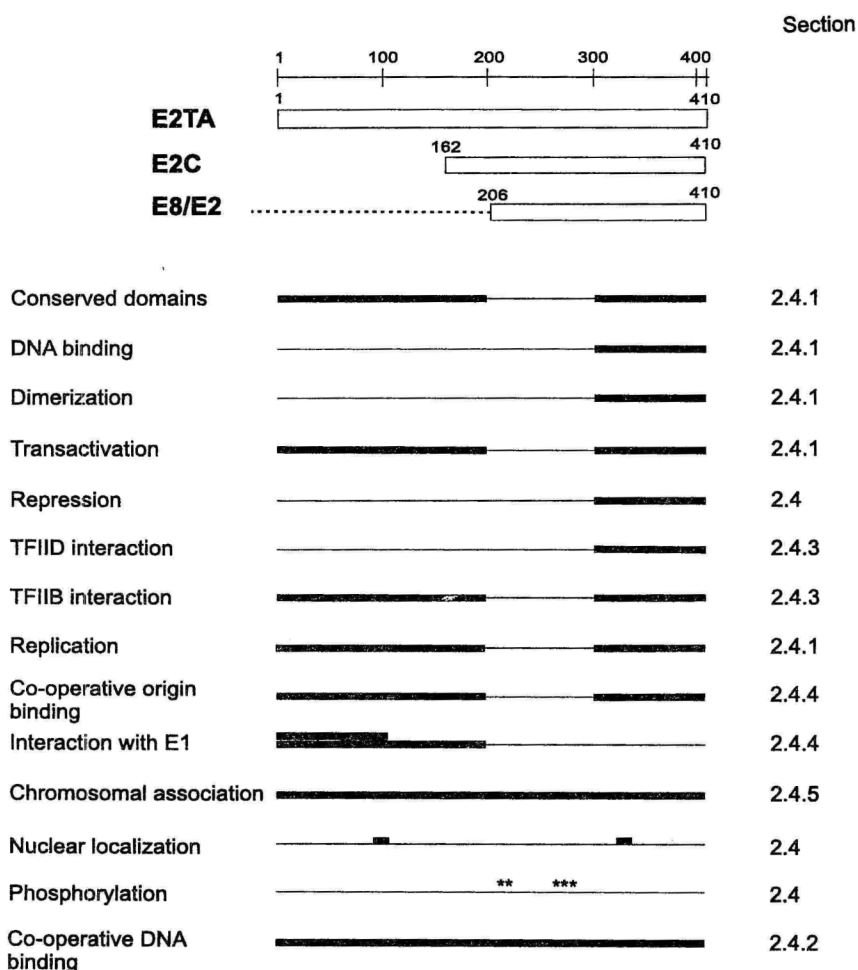 Section
1 100 200 300 400
1 410
E2TA
162 410
E2C
206 410
E8/E2
Conserved domains 2.4.1
DNA binding 2.4.1
Dimerization 2.4.1
Transactivation 2.4.1
Repression 2.4
TFIID interaction 2.4.3
TFIIB interaction 2.4.3
Replication 2.4.1
Co-operative origin
binding 2.4.4
Interaction with E1 2.4.4
Chromosomal association 2.4.5
Nuclear localization 2.4
** ***
Phosphorylation 2.4
Co-operative DNA
binding 2.4.2